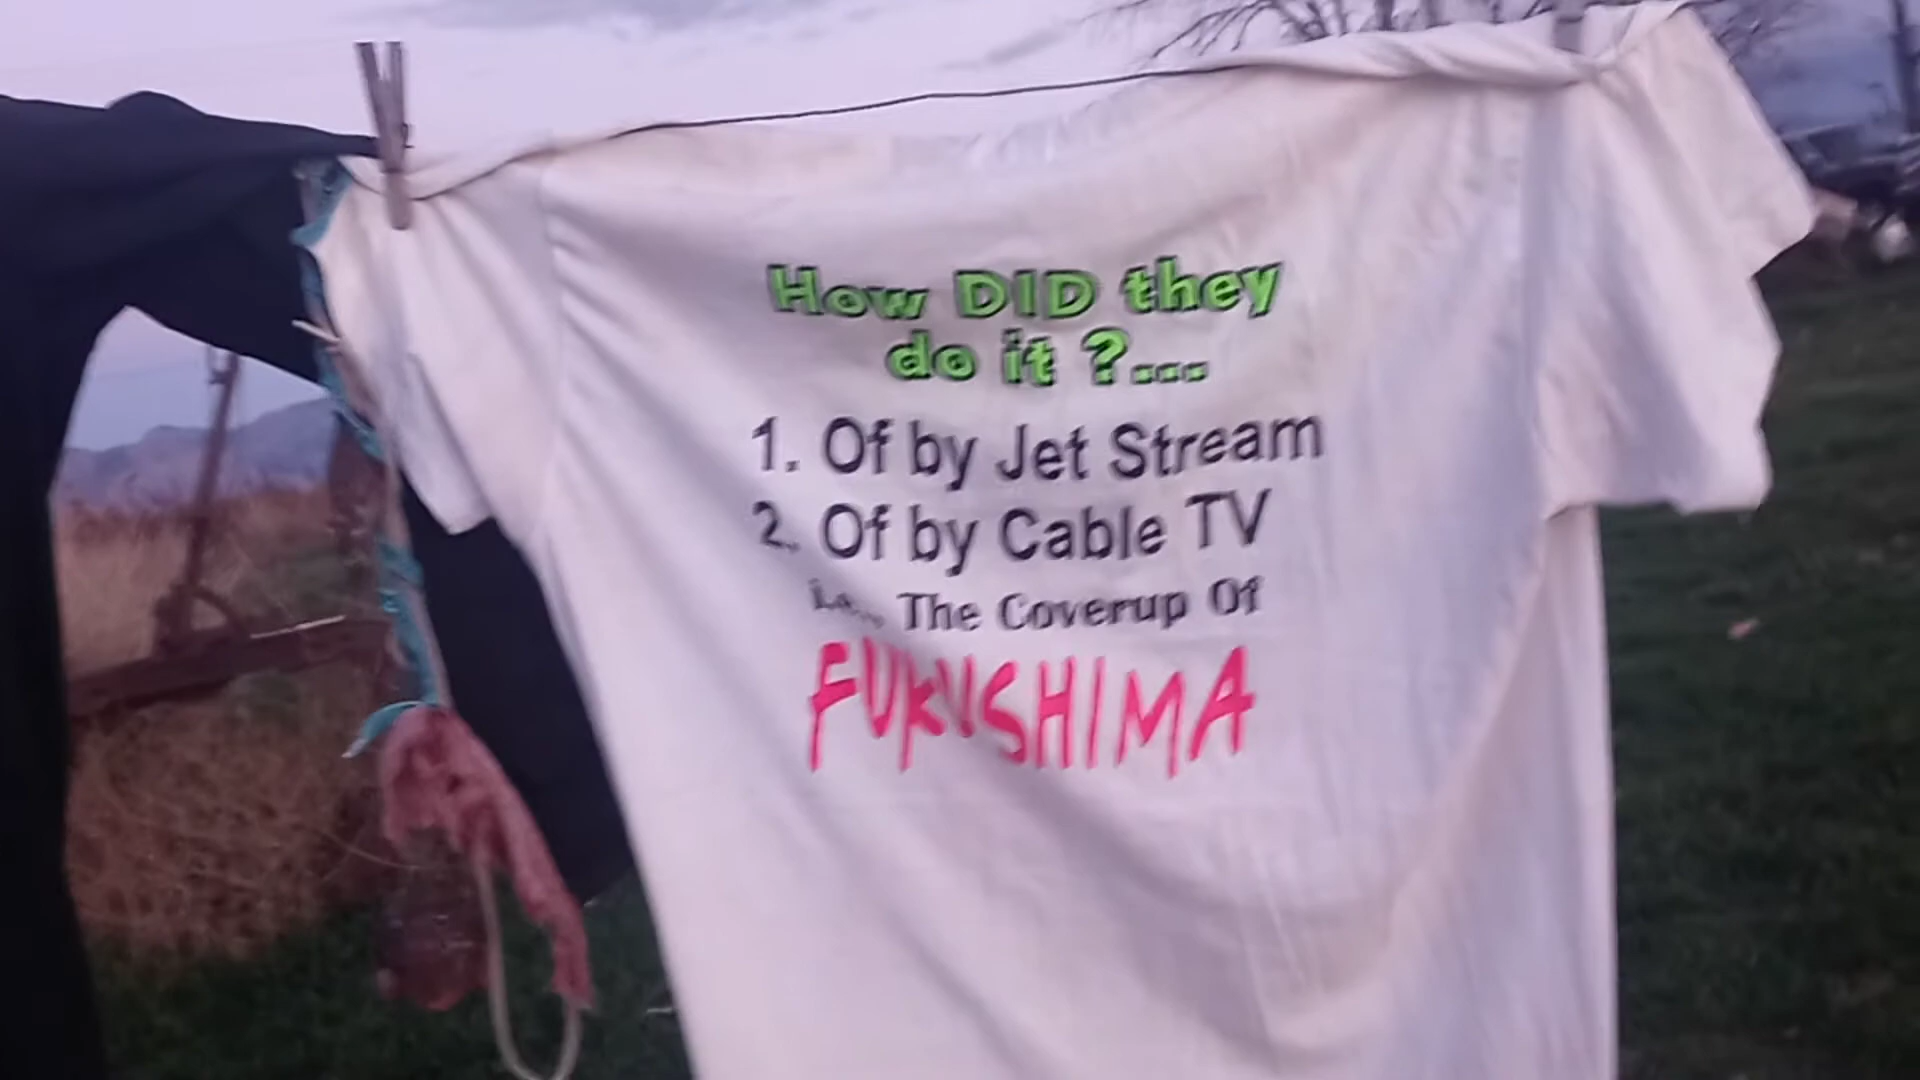 How DID they
do it ?...
1. Of by Jet Stream
2. Of by Cable TV
i.e... The Coverup Of
FUKUSHIMA